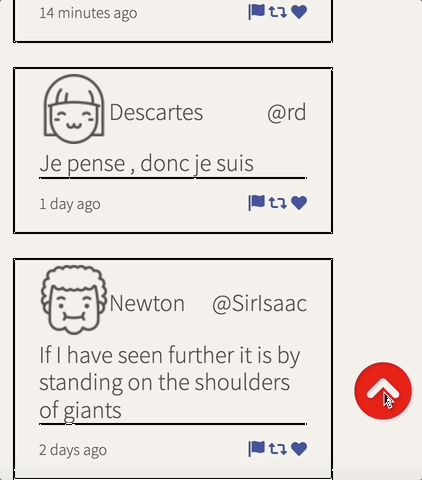 14 minutes ago
Descartes @rd
Je pense , donc je suis
1 day ago
Newton @SirIsaac
If I have seen further it is by
standing on the shoulders
of giants
2 days ago